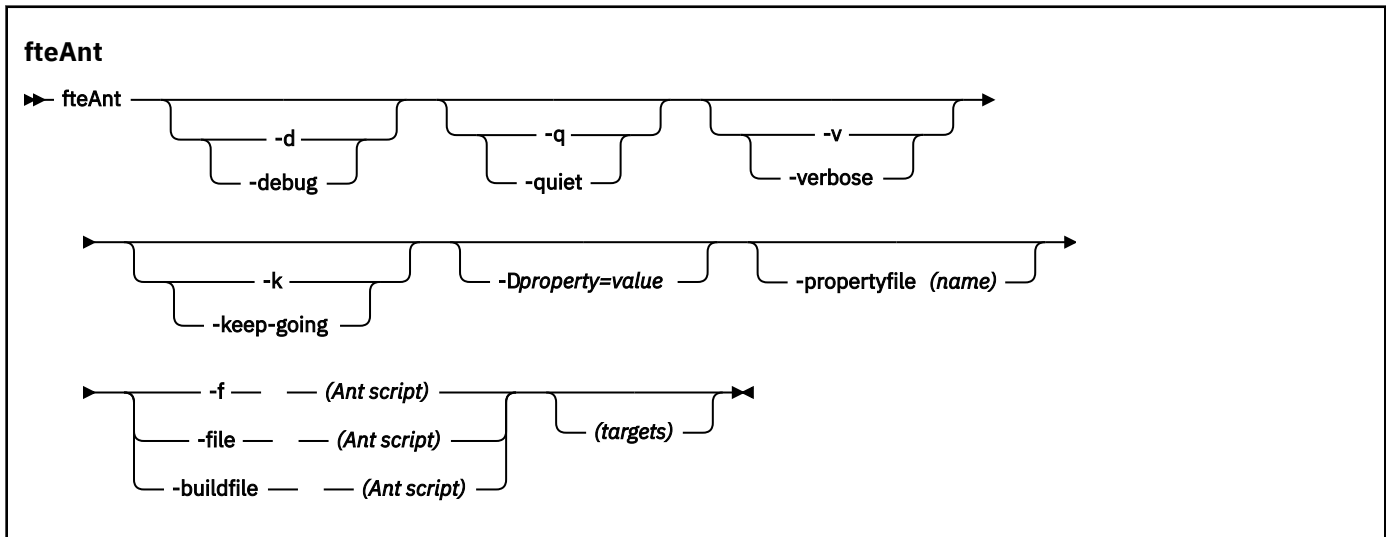 fteAnt
fteAnt
-d -q -v
-debug -quiet -verbose
-k -Dproperty=value -propertyfile (name)
-keep-going
-f (Ant script)
-file (Ant script) (targets)
-buildfile (Ant script)